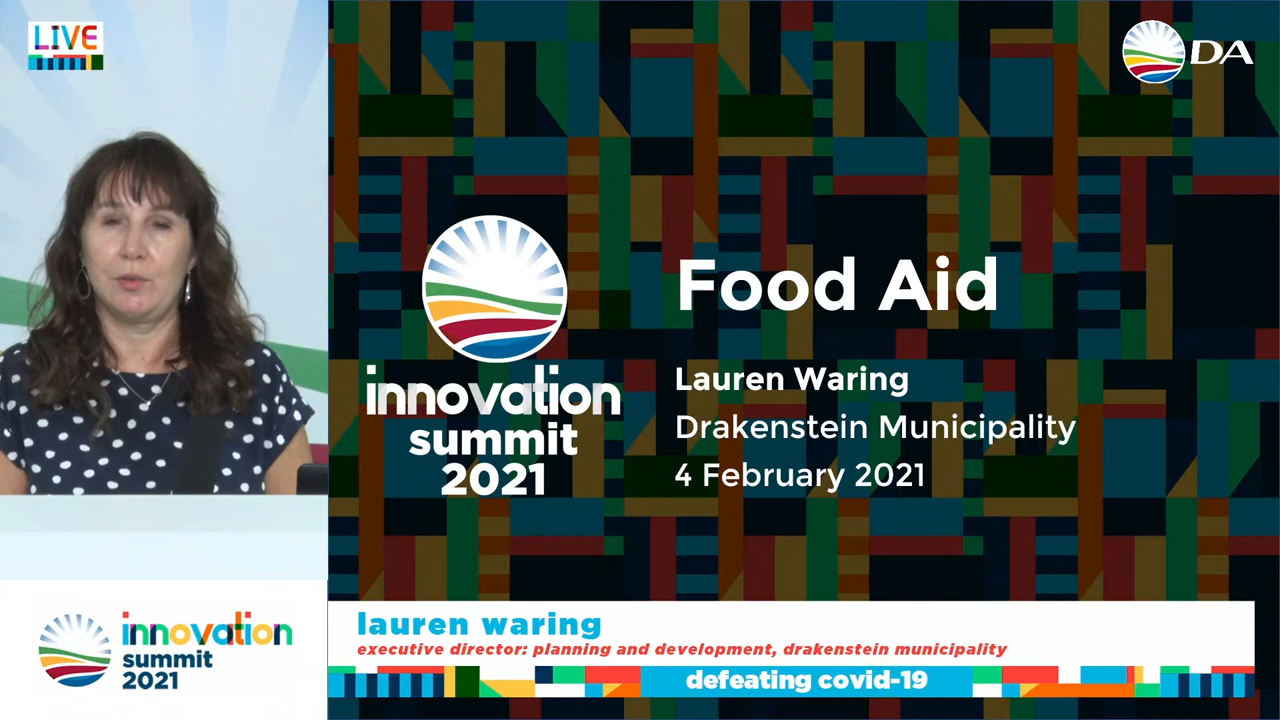 LIVE
DA
innovation
summit
2021
Food Aid
Lauren Waring
Drakenstein Municipality
4 February 2021
innovation
summit
2021
lauren waring
executive director: planning and development, drakenstein municipality
defeating covid-19